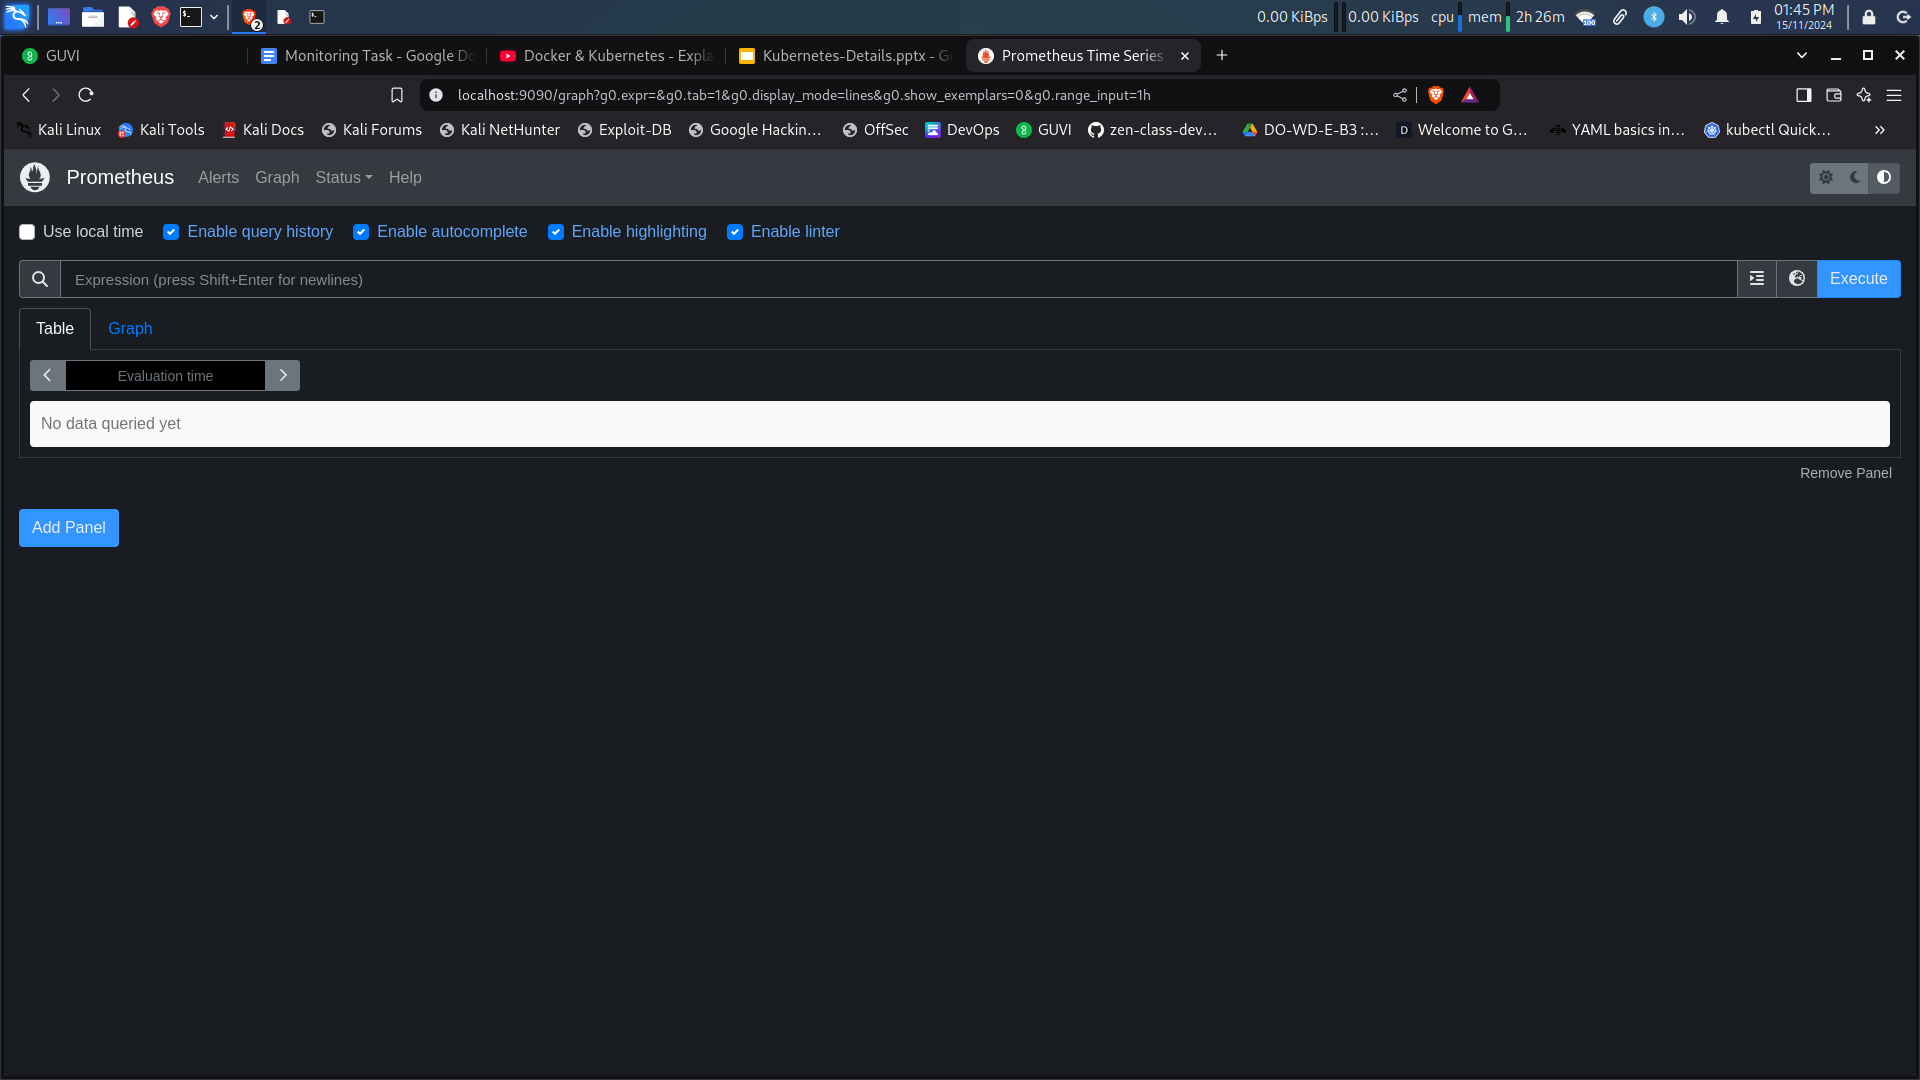 0.00 KiBps 0.00 KiBps cpu mem 2h 26m 100 01:45 PM
15/11/2024
2
GUVI Monitoring Task - Google Do Docker & Kubernetes - Expla Kubernetes-Details.pptx - G Prometheus Time Series
localhost:9090/graph?g0.expr=&g0.tab=1&g0.display_mode=lines&g0.show_exemplars=0&g0.range_input=1h
Kali Linux Kali Tools Kali Docs Kali Forums Kali NetHunter Exploit-DB Google Hackin… OffSec DevOps GUVI zen-class-dev… DO-WD-E-B3 :… D Welcome to G… YAML basics in… kubectl Quick… »
Prometheus Alerts Graph Status Help
Use local time Enable query history Enable autocomplete Enable highlighting Enable linter
Expression (press Shift+Enter for newlines) Execute
Table Graph
Evaluation time
No data queried yet
Remove Panel
Add Panel